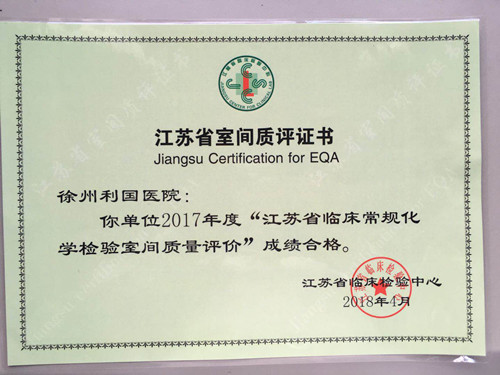 江苏省室间质评证书
Jiangsu Certification for EQA
徐州利国医院：
你单位2017年度“江苏省临床常规化
学检验室间质量评价”成绩合格。
江苏省临床检验中心
2018年4月